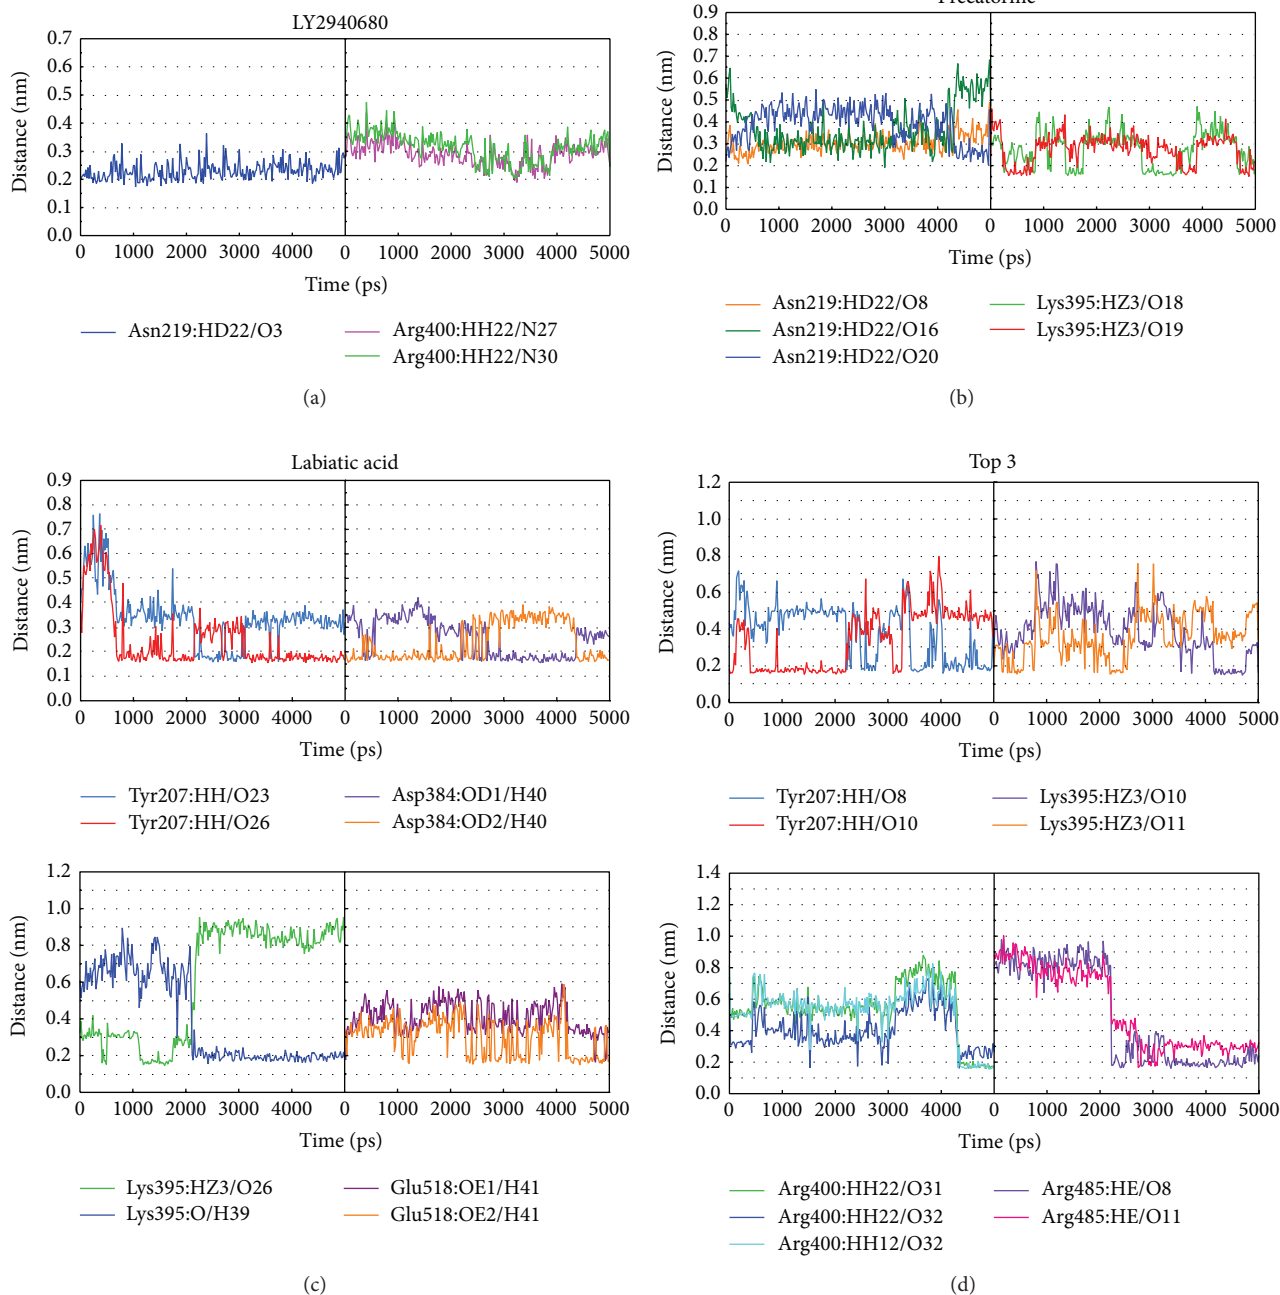 LY2940680
0.7
0.6
0.5
0.4
0.3
0.2
0.1
0.0
Distance (nm)
0 1000 2000 3000 4000 0 1000 2000 3000 4000 5000
Time (ps)
Asn219:HD22/O3
Arg400:HH22/N27
Arg400:HH22/N30
(a)
0.9
0.8
0.7
0.6
0.5
0.4
0.3
0.2
0.1
0.0
Distance (nm)
0 1000 2000 3000 4000 0 1000 2000 3000 4000 5000
Time (ps)
Asn219:HD22/O8
Asn219:HD22/O16
Asn219:HD22/O20
Lys395:HZ3/O18
Lys395:HZ3/O19
(b)
Labiatic acid
0.9
0.8
0.7
0.6
0.5
0.4
0.3
0.2
0.1
0.0
Distance (nm)
0 1000 2000 3000 4000 0 1000 2000 3000 4000 5000
Time (ps)
Tyr207:HH/O23
Tyr207:HH/O26
Asp384:OD1/H40
Asp384:OD2/H40
1.2
1.0
0.8
0.6
0.4
0.2
0.0
Distance (nm)
0 1000 2000 3000 4000 0 1000 2000 3000 4000 5000
Time (ps)
Lys395:HZ3/O26
Lys395:O/H39
Glu518:OE1/H41
Glu518:OE2/H41
(c)
Top 3
1.2
1.0
0.8
0.6
0.4
0.2
0.0
Distance (nm)
0 1000 2000 3000 4000 0 1000 2000 3000 4000 5000
Time (ps)
Tyr207:HH/O8
Tyr207:HH/O10
Lys395:HZ3/O10
Lys395:HZ3/O11
1.4
1.2
1.0
0.8
0.6
0.4
0.2
0.0
Distance (nm)
0 1000 2000 3000 4000 0 1000 2000 3000 4000 5000
Time (ps)
Arg400:HH22/O31
Arg400:HH22/O32
Arg400:HH12/O32
Arg485:HE/O8
Arg485:HE/O11
(d)